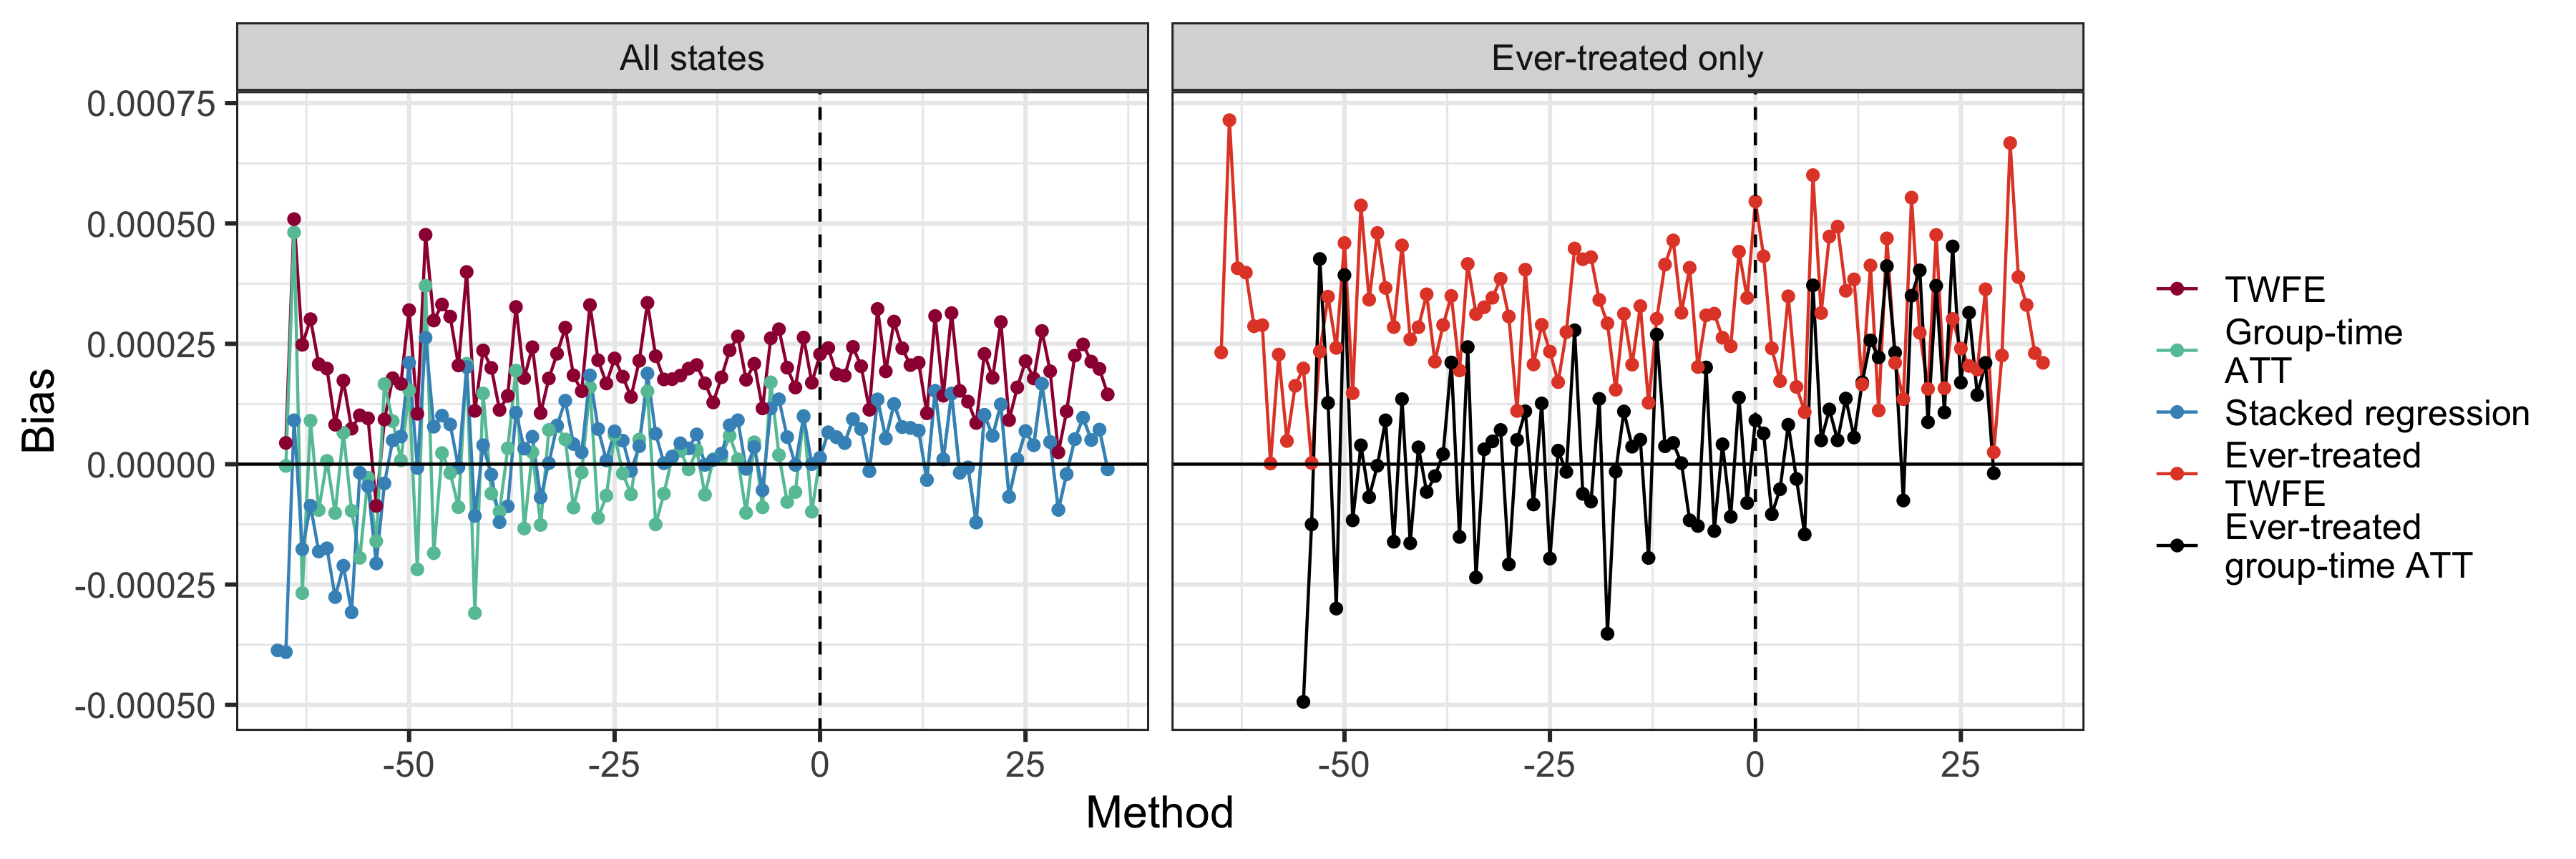 All states
Ever-treated only
0.00075
0.00050
0.00025
0.00000
-0.00025
-0.00050
Bias
-50
-25
0
25
-50
-25
0
25
Method
TWFE
Group-time
ATT
Stacked regression
Ever-treated
TWFE
Ever-treated
group-time ATT